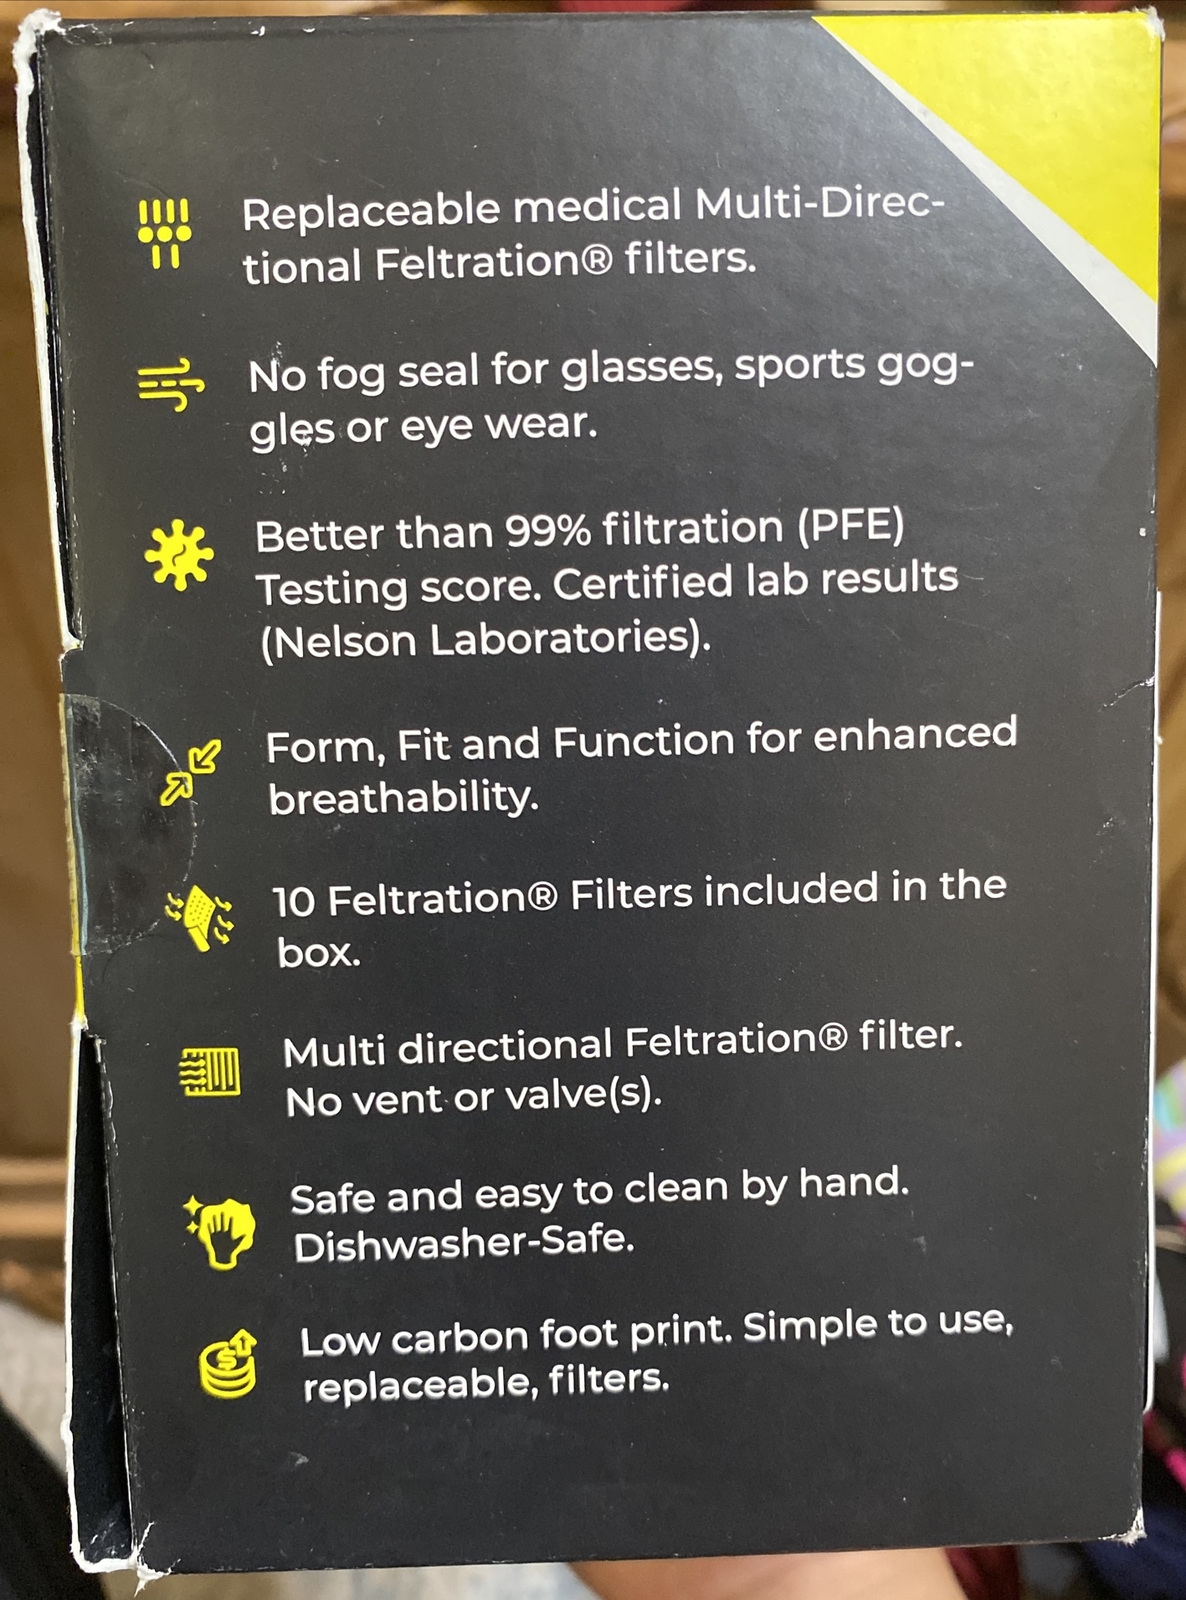 Replaceable medical Multi-Direc-
tional Feltration® filters.
No fog seal for glasses, sports gog-
gles or eye wear.
Better than 99% filtration (PFE)
Testing score. Certified lab results
(Nelson Laboratories).
Form, Fit and Function for enhanced
breathability.
10 Feltration® Filters included in the
box.
Multi directional Feltration® filter.
No vent or valve(s).
Safe and easy to clean by hand.
Dishwasher-Safe.
Low carbon foot print. Simple to use,
replaceable, filters.